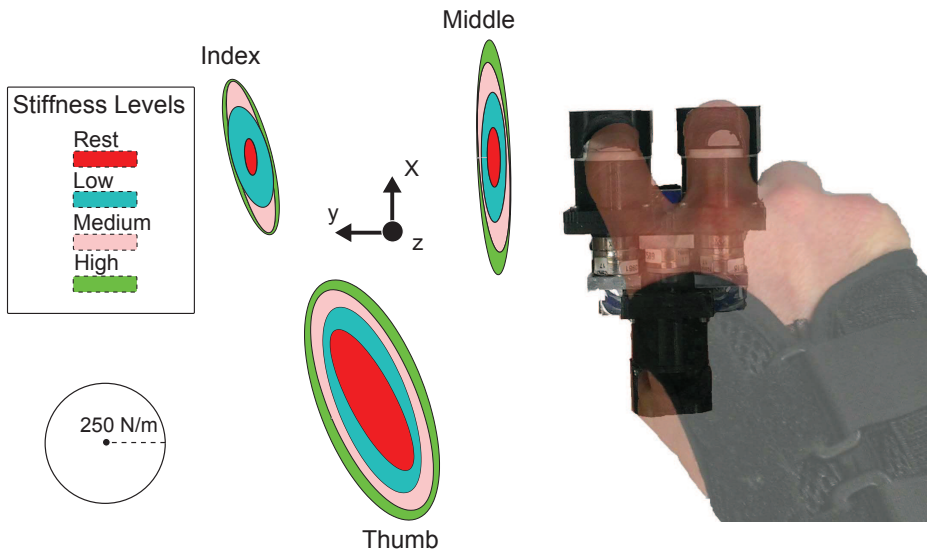 Middle
Index
Stiffness Levels
Rest
Low
Medium
High
X
y
z
250 N/m
Thumb